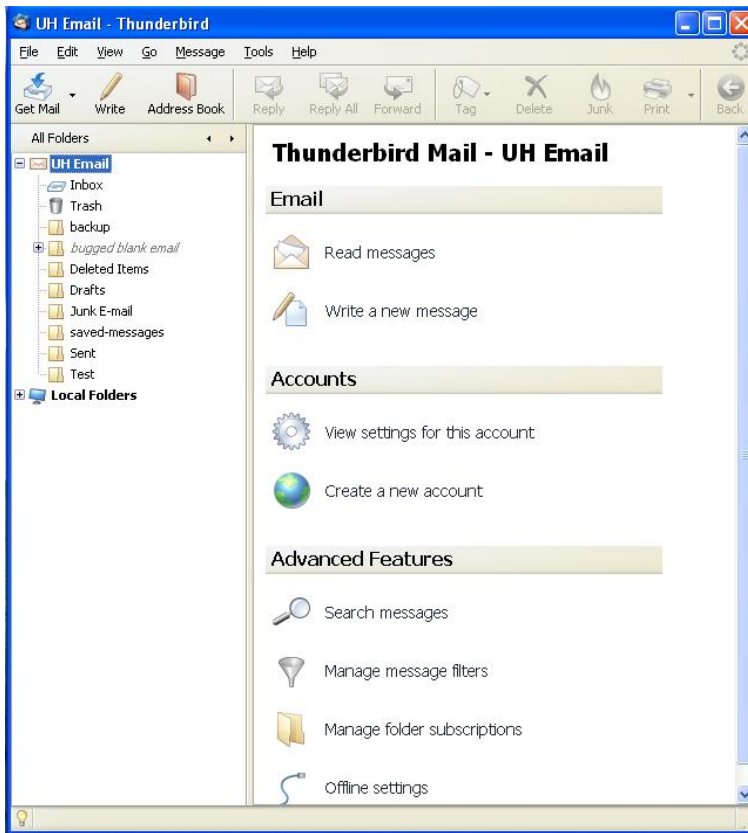 UH Email - Thunderbird
File Edit View Go Message Tools Help
Get Mail Write Address Book Reply Reply All Forward Tag Delete Junk Print Back
All Folders
UH Email
Inbox
Trash
backup
bugged blank email
Deleted Items
Drafts
Junk E-mail
saved-messages
Sent
Test
Local Folders
Thunderbird Mail - UH Email
Email
Read messages
Write a new message
Accounts
View settings for this account
Create a new account
Advanced Features
Search messages
Manage message filters
Manage folder subscriptions
Offline settings